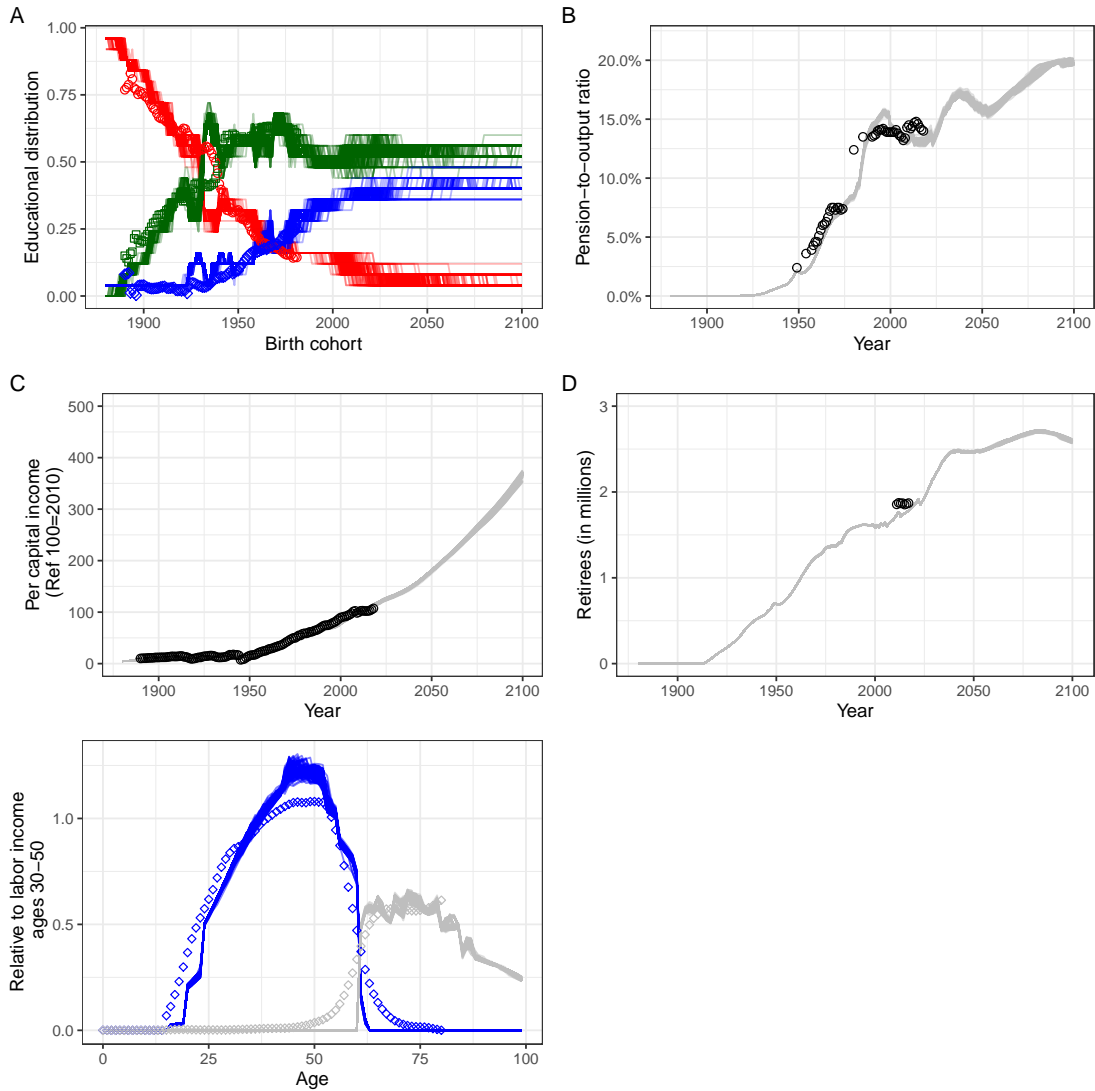 A
Educational distribution
1.00
0.75
0.50
0.25
0.00
1900 1950 2000 2050 2100
Birth cohort
B
Pension−to−output ratio
20.0%
15.0%
10.0%
5.0%
0.0%
1900 1950 2000 2050 2100
Year
C
Per capital income
(Ref 100=2010)
500
400
300
200
100
0
1900 1950 2000 2050 2100
Year
D
Retirees (in millions)
3
2
1
0
1900 1950 2000 2050 2100
Year
Relative to labor income
ages 30−50
1.0
0.5
0.0
0 25 50 75 100
Age